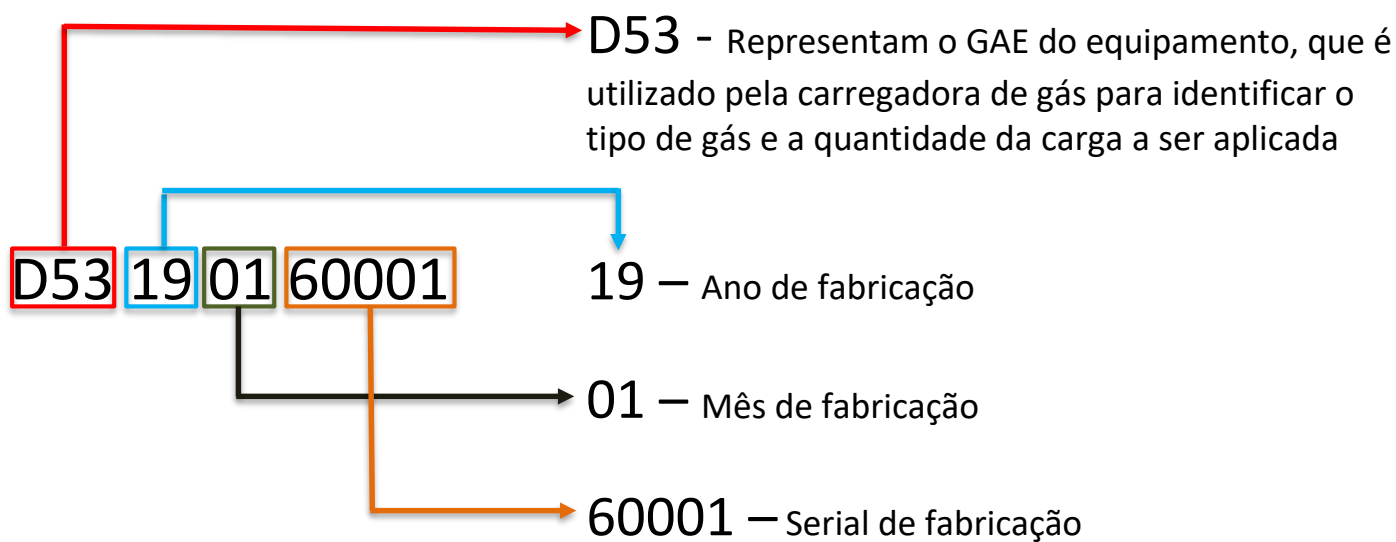 D53 - Representam o GAE do equipamento, que é
utilizado pela carregadora de gás para identificar o
tipo de gás e a quantidade da carga a ser aplicada
D53 19 01 60001
19 – Ano de fabricação
01 – Mês de fabricação
60001 – Serial de fabricação